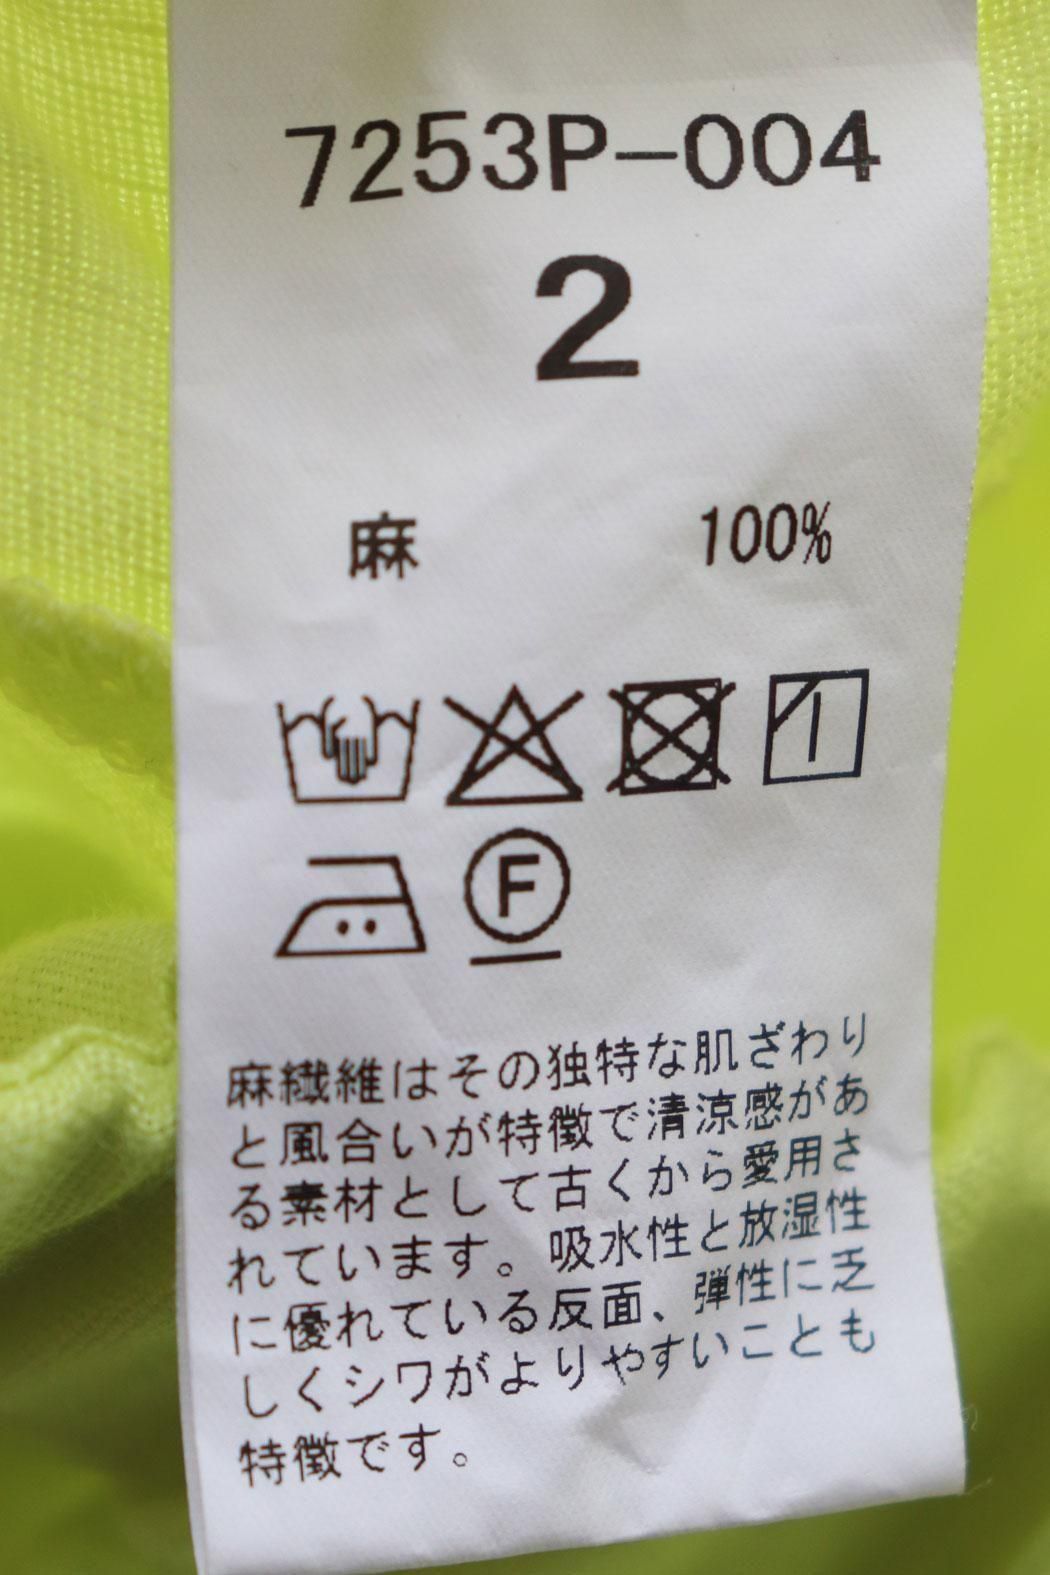 7253P-004
2
麻 100%
F
麻繊維はその独特な肌ざわり
と風合いが特徴で清涼感があ
る素材として古くから愛用さ
れています。吸水性と放湿性
に優れている反面、弾性に乏
しくシワがよりやすいことも
特徴です。